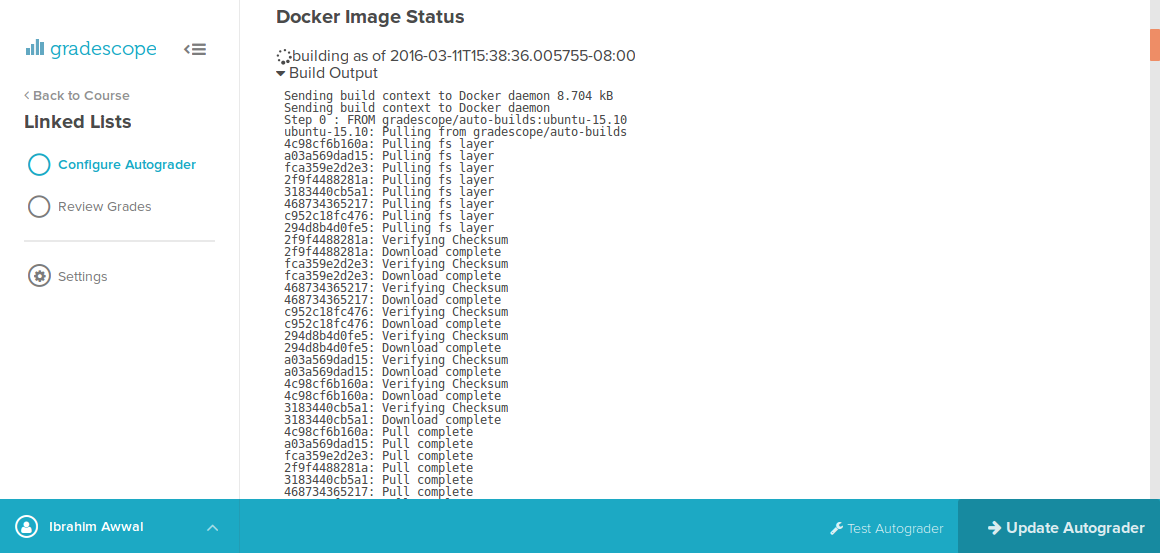 gradescope
Back to Course
Linked Lists
Configure Autograder
Review Grades
Settings
Docker Image Status
building as of 2016-03-11T15:38:36.005755-08:00
Build Output
Sending build context to Docker daemon 8.704 kB
Sending build context to Docker daemon
Step 0 : FROM gradescope/auto-builds:ubuntu-15.10
ubuntu-15.10: Pulling from gradescope/auto-builds
4c98cf6b160a: Pulling fs layer
a03a569dad15: Pulling fs layer
fca359e2d2e3: Pulling fs layer
2f9f4488281a: Pulling fs layer
3183440cb5a1: Pulling fs layer
468734365217: Pulling fs layer
c952c18fc476: Pulling fs layer
294d8b4d0fe5: Pulling fs layer
2f9f4488281a: Verifying Checksum
2f9f4488281a: Download complete
fca359e2d2e3: Verifying Checksum
fca359e2d2e3: Download complete
468734365217: Verifying Checksum
468734365217: Download complete
c952c18fc476: Verifying Checksum
c952c18fc476: Download complete
294d8b4d0fe5: Verifying Checksum
294d8b4d0fe5: Download complete
a03a569dad15: Verifying Checksum
a03a569dad15: Download complete
4c98cf6b160a: Verifying Checksum
4c98cf6b160a: Download complete
3183440cb5a1: Verifying Checksum
3183440cb5a1: Download complete
4c98cf6b160a: Pull complete
a03a569dad15: Pull complete
fca359e2d2e3: Pull complete
2f9f4488281a: Pull complete
3183440cb5a1: Pull complete
468734365217: Pull complete
Ibrahim Awwal
Test Autograder
Update Autograder